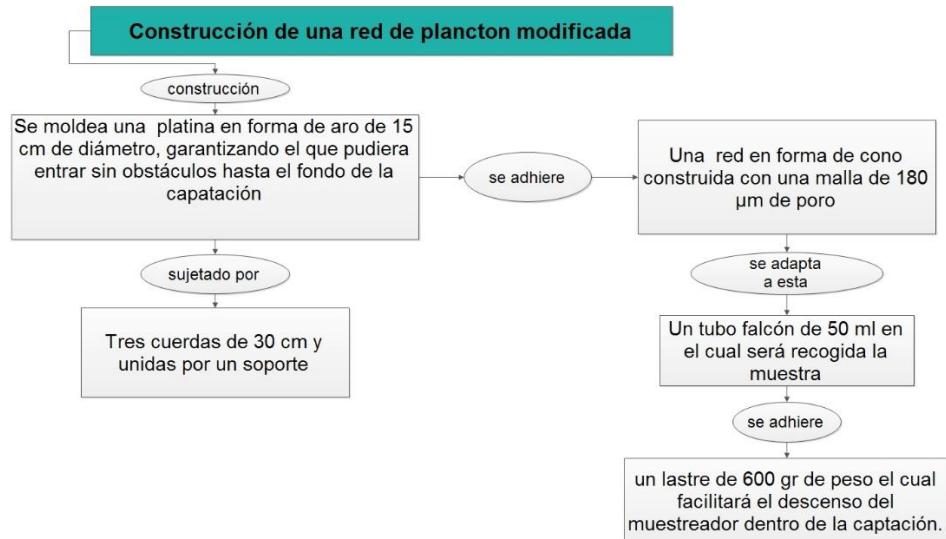 Construcción de una red de plancton modificada
construcción
Se moldea una platina en forma de aro de 15
cm de diámetro, garantizando el que pudiera
entrar sin obstáculos hasta el fondo de la
capatación
se adhiere
Una red en forma de cono
construida con una malla de 180
µm de poro
sujetado por
Tres cuerdas de 30 cm y
unidas por un soporte
se adapta
a esta
Un tubo falcón de 50 ml en
el cual será recogida la
muestra
se adhiere
un lastre de 600 gr de peso el cual
facilitará el descenso del
muestreador dentro de la captación.